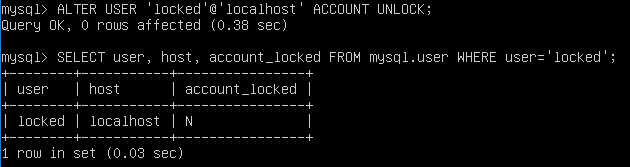 mysql> ALTER USER 'locked'@'localhost' ACCOUNT UNLOCK;
Query OK, 0 rows affected (0.38 sec)
mysql> SELECT user, host, account_locked FROM mysql.user WHERE user='locked';
+--------+-----------+----------------+
| user   | host      | account_locked |
+--------+-----------+----------------+
| locked | localhost | N              |
+--------+-----------+----------------+
1 row in set (0.03 sec)